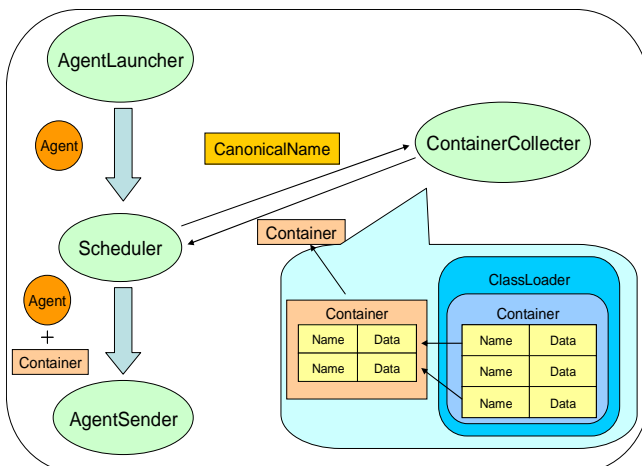 AgentLauncher
Agent
CanonicalName
ContainerCollecter
Scheduler
Container
Agent
+
Container
AgentSender
Container
Name Data
Name Data
ClassLoader
Container
Name Data
Name Data
Name Data